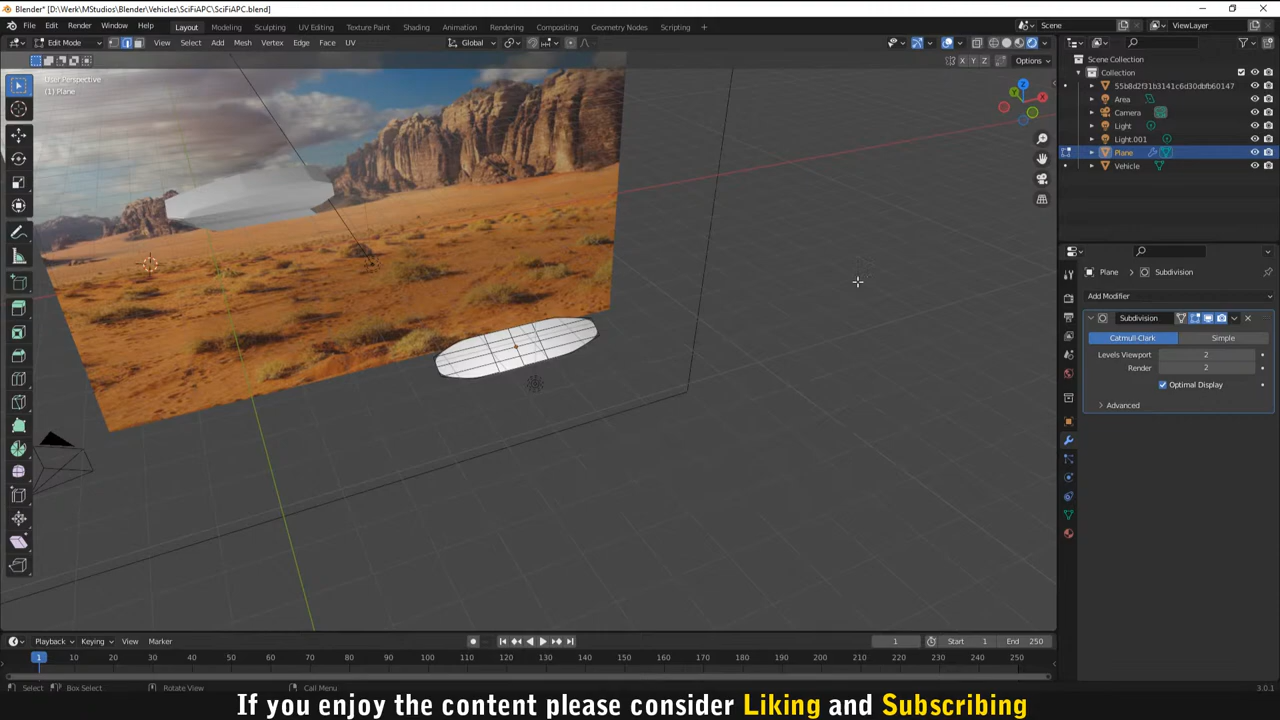 Blender* [D:\Werk\MStudios\Blender\Vehicles\SciFiAPC\SciFiAPC.blend]
File Edit Render Window Help Layout Modeling Sculpting UV Editing Texture Paint Shading Animation Rendering Compositing Geometry Nodes Scripting Scene ViewLayer
Edit Mode View Select Add Mesh Vertex Edge Face UV Global
X Y Z Options
User Perspective
(1) Plane
Scene Collection
Collection
55b8d2f31b3141c6d30dbfb60147
Area
Camera
Light
Light.001
Plane
Vehicle
Plane > Subdivision
Add Modifier
Subdivision
Catmull-Clark Simple
Levels Viewport 2
Render 2
Optimal Display
Advanced
Playback Keying View Marker 1 Start 1 End 250
1 10 20 30 40 50 60 70 80 90 100 110 120 130 140 150 160 170 180 190 200 210 220 230 240 250
Select Box Select Rotate View Call Menu 3.0.1
If you enjoy the content please consider Liking and Subscribing